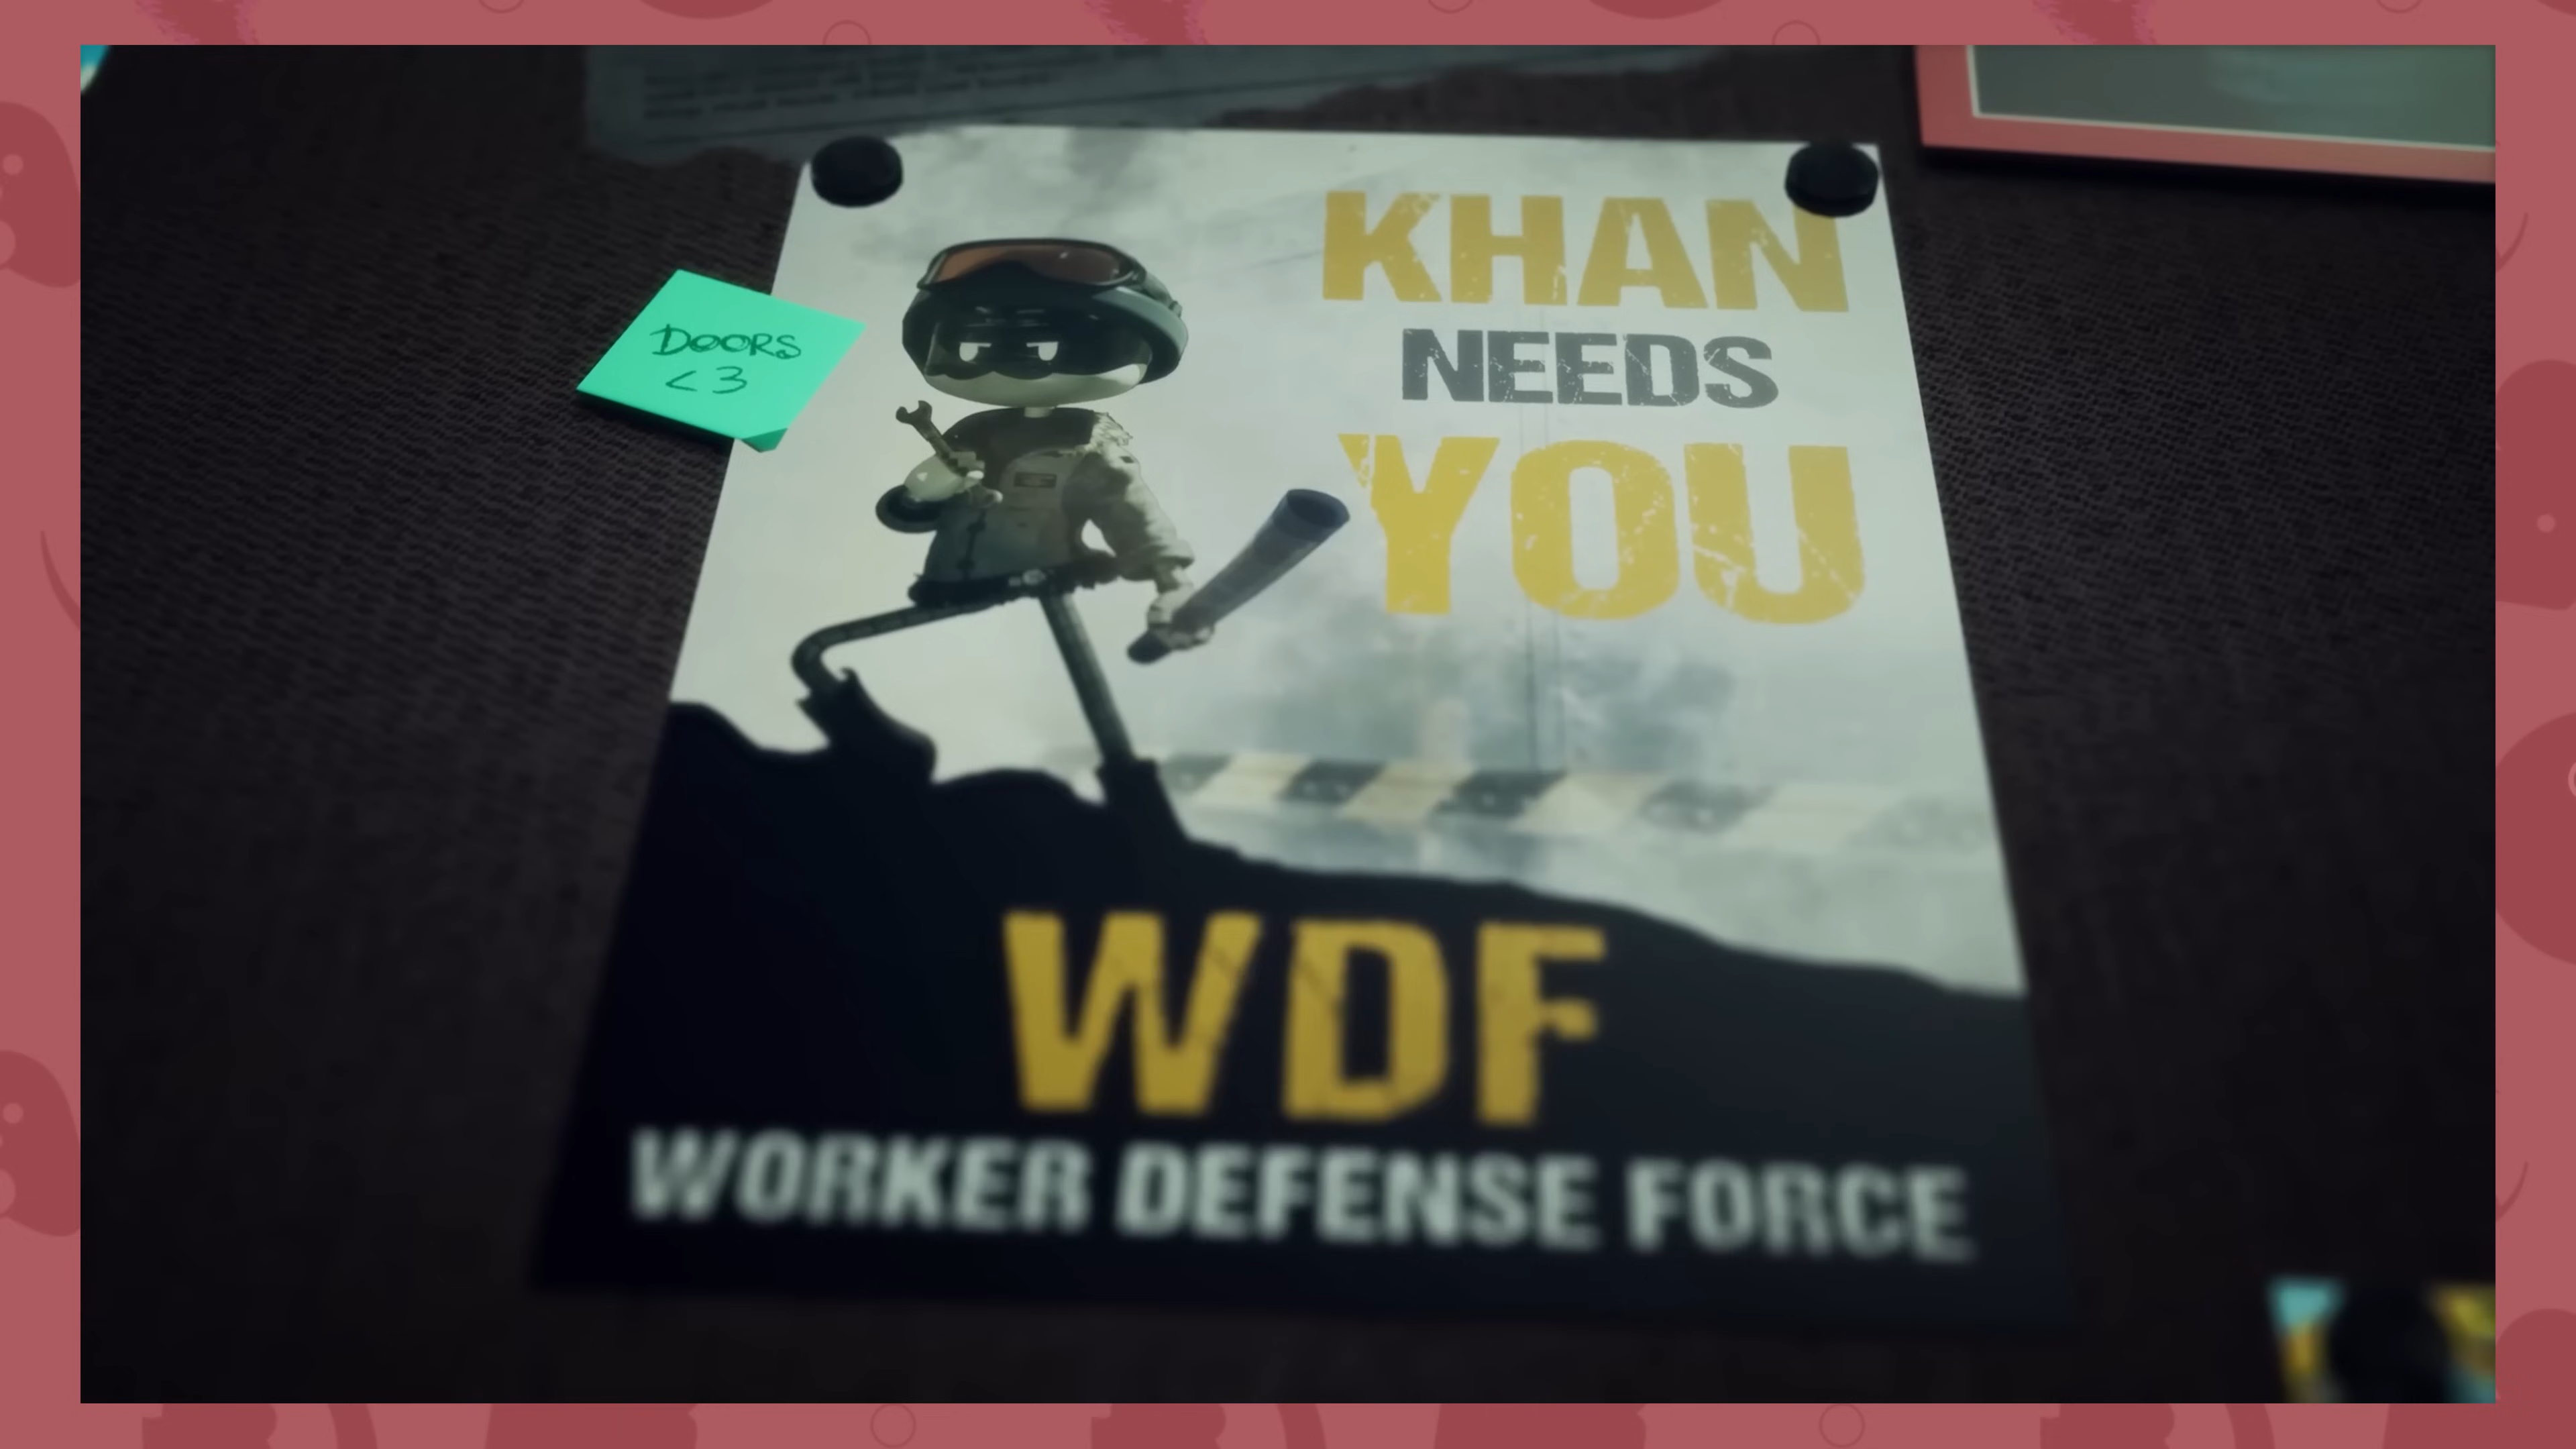 DOORS
<3
KHAN
NEEDS
YOU
WDF
WORKER DEFENSE FORCE